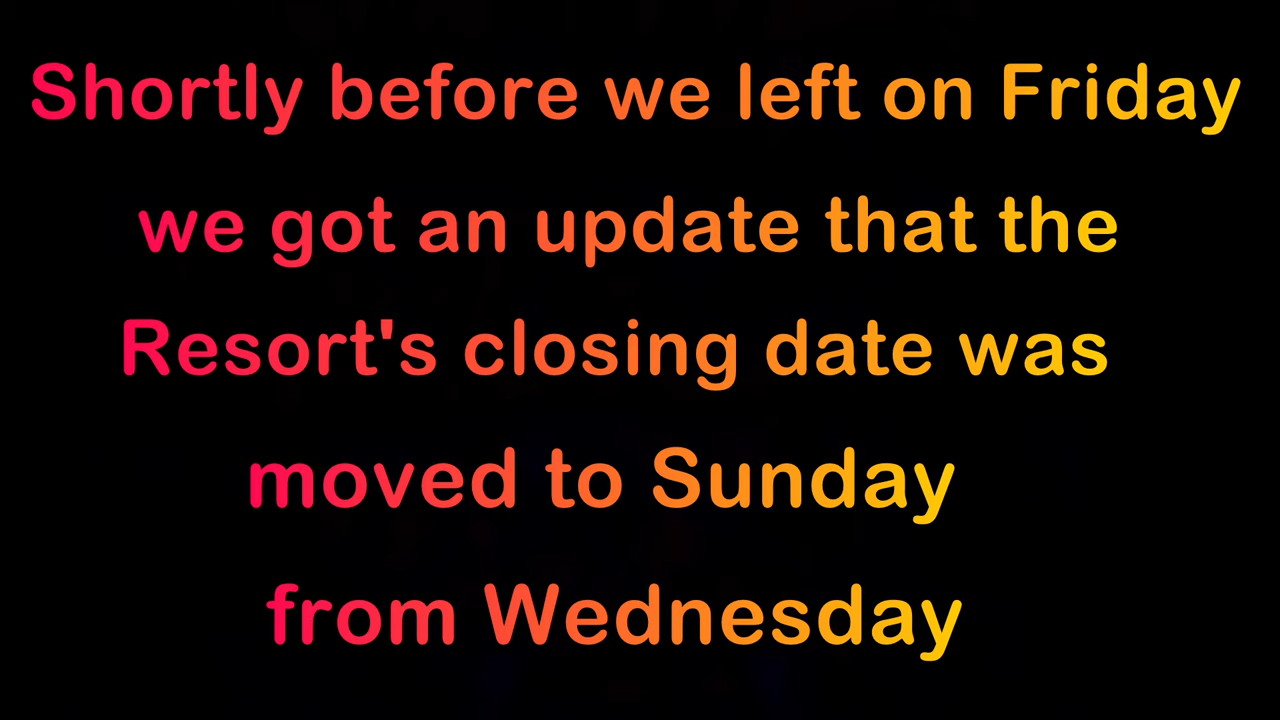 Shortly before we left on Friday
we got an update that the
Resort's closing date was
moved to Sunday
from Wednesday